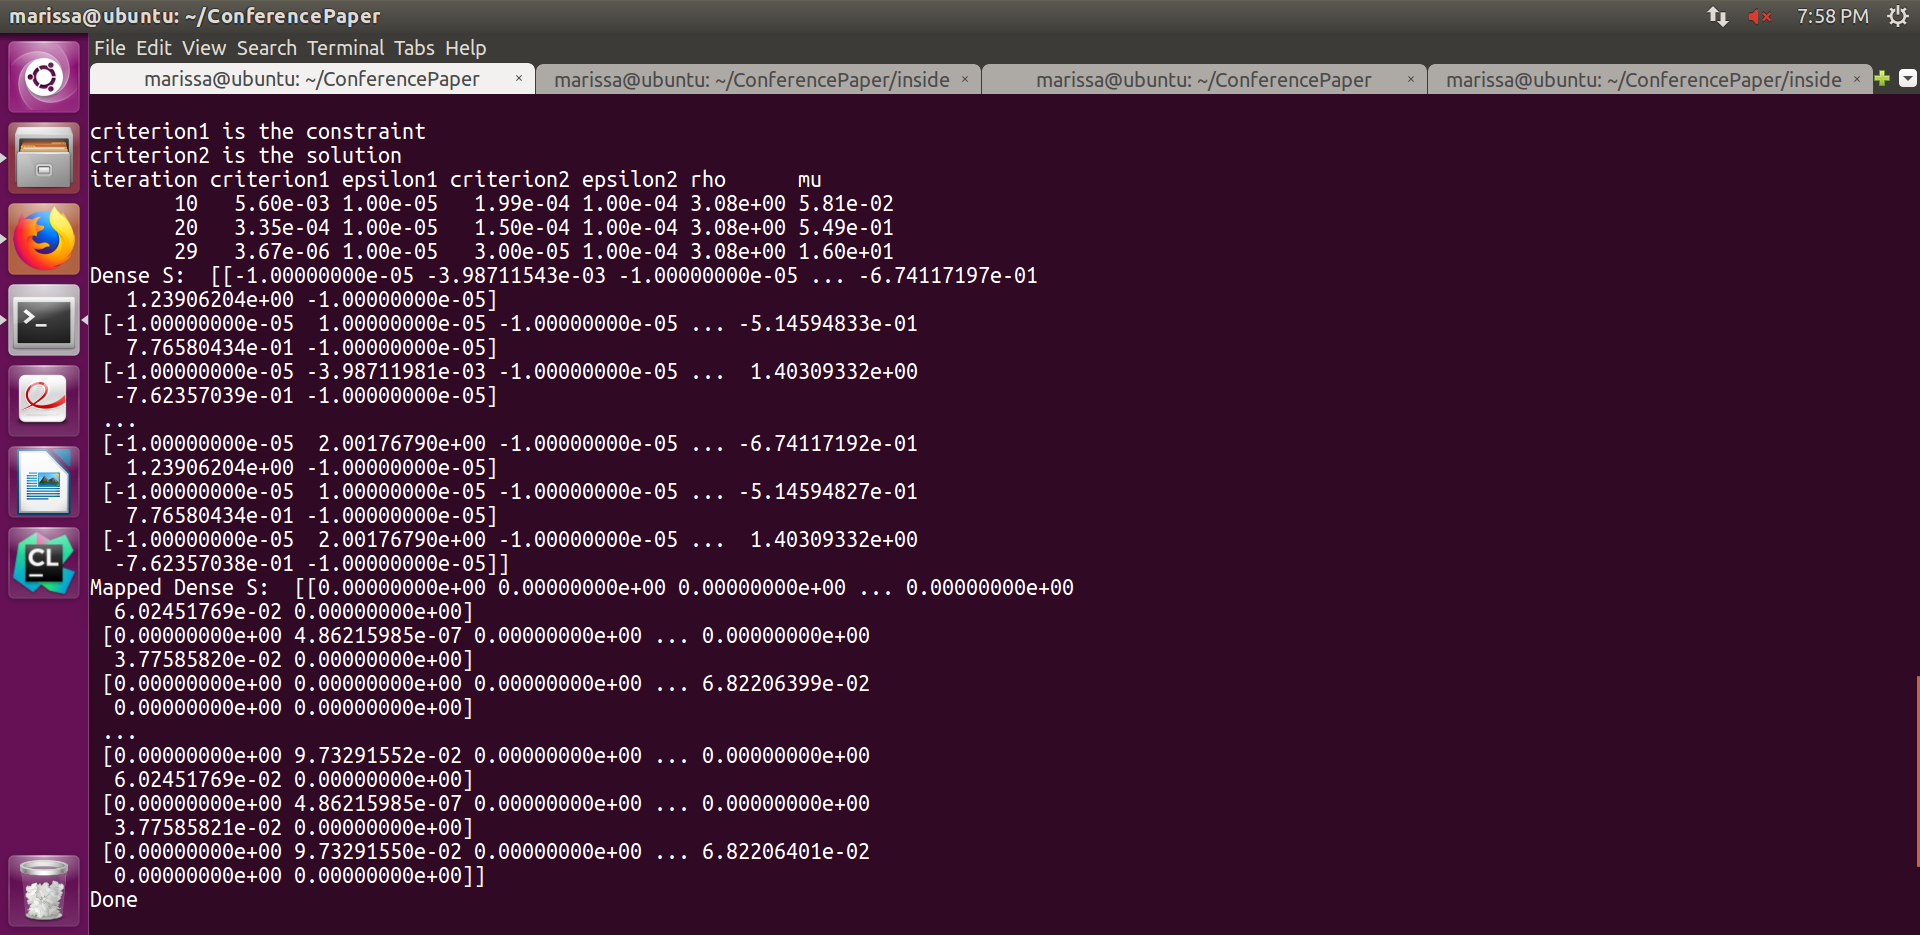 marissa@ubuntu: ~/ConferencePaper
7:58 PM
File Edit View Search Terminal Tabs Help
marissa@ubuntu: ~/ConferencePaper × marissa@ubuntu: ~/ConferencePaper/inside × marissa@ubuntu: ~/ConferencePaper × marissa@ubuntu: ~/ConferencePaper/inside ×
criterion1 is the constraint
criterion2 is the solution
iteration criterion1 epsilon1 criterion2 epsilon2 rho      mu
       10   5.60e-03 1.00e-05   1.99e-04 1.00e-04 3.08e+00 5.81e-02
       20   3.35e-04 1.00e-05   1.50e-04 1.00e-04 3.08e+00 5.49e-01
       29   3.67e-06 1.00e-05   3.00e-05 1.00e-04 3.08e+00 1.60e+01
Dense S:  [[-1.00000000e-05 -3.98711543e-03 -1.00000000e-05 ... -6.74117197e-01
   1.23906204e+00 -1.00000000e-05]
 [-1.00000000e-05  1.00000000e-05 -1.00000000e-05 ... -5.14594833e-01
   7.76580434e-01 -1.00000000e-05]
 [-1.00000000e-05 -3.98711981e-03 -1.00000000e-05 ...  1.40309332e+00
  -7.62357039e-01 -1.00000000e-05]
 ...
 [-1.00000000e-05  2.00176790e+00 -1.00000000e-05 ... -6.74117192e-01
   1.23906204e+00 -1.00000000e-05]
 [-1.00000000e-05  1.00000000e-05 -1.00000000e-05 ... -5.14594827e-01
   7.76580434e-01 -1.00000000e-05]
 [-1.00000000e-05  2.00176790e+00 -1.00000000e-05 ...  1.40309332e+00
  -7.62357038e-01 -1.00000000e-05]]
Mapped Dense S:  [[0.00000000e+00 0.00000000e+00 0.00000000e+00 ... 0.00000000e+00
  6.02451769e-02 0.00000000e+00]
 [0.00000000e+00 4.86215985e-07 0.00000000e+00 ... 0.00000000e+00
  3.77585820e-02 0.00000000e+00]
 [0.00000000e+00 0.00000000e+00 0.00000000e+00 ... 6.82206399e-02
  0.00000000e+00 0.00000000e+00]
 ...
 [0.00000000e+00 9.73291552e-02 0.00000000e+00 ... 0.00000000e+00
  6.02451769e-02 0.00000000e+00]
 [0.00000000e+00 4.86215985e-07 0.00000000e+00 ... 0.00000000e+00
  3.77585821e-02 0.00000000e+00]
 [0.00000000e+00 9.73291550e-02 0.00000000e+00 ... 6.82206401e-02
  0.00000000e+00 0.00000000e+00]]
Done
CL